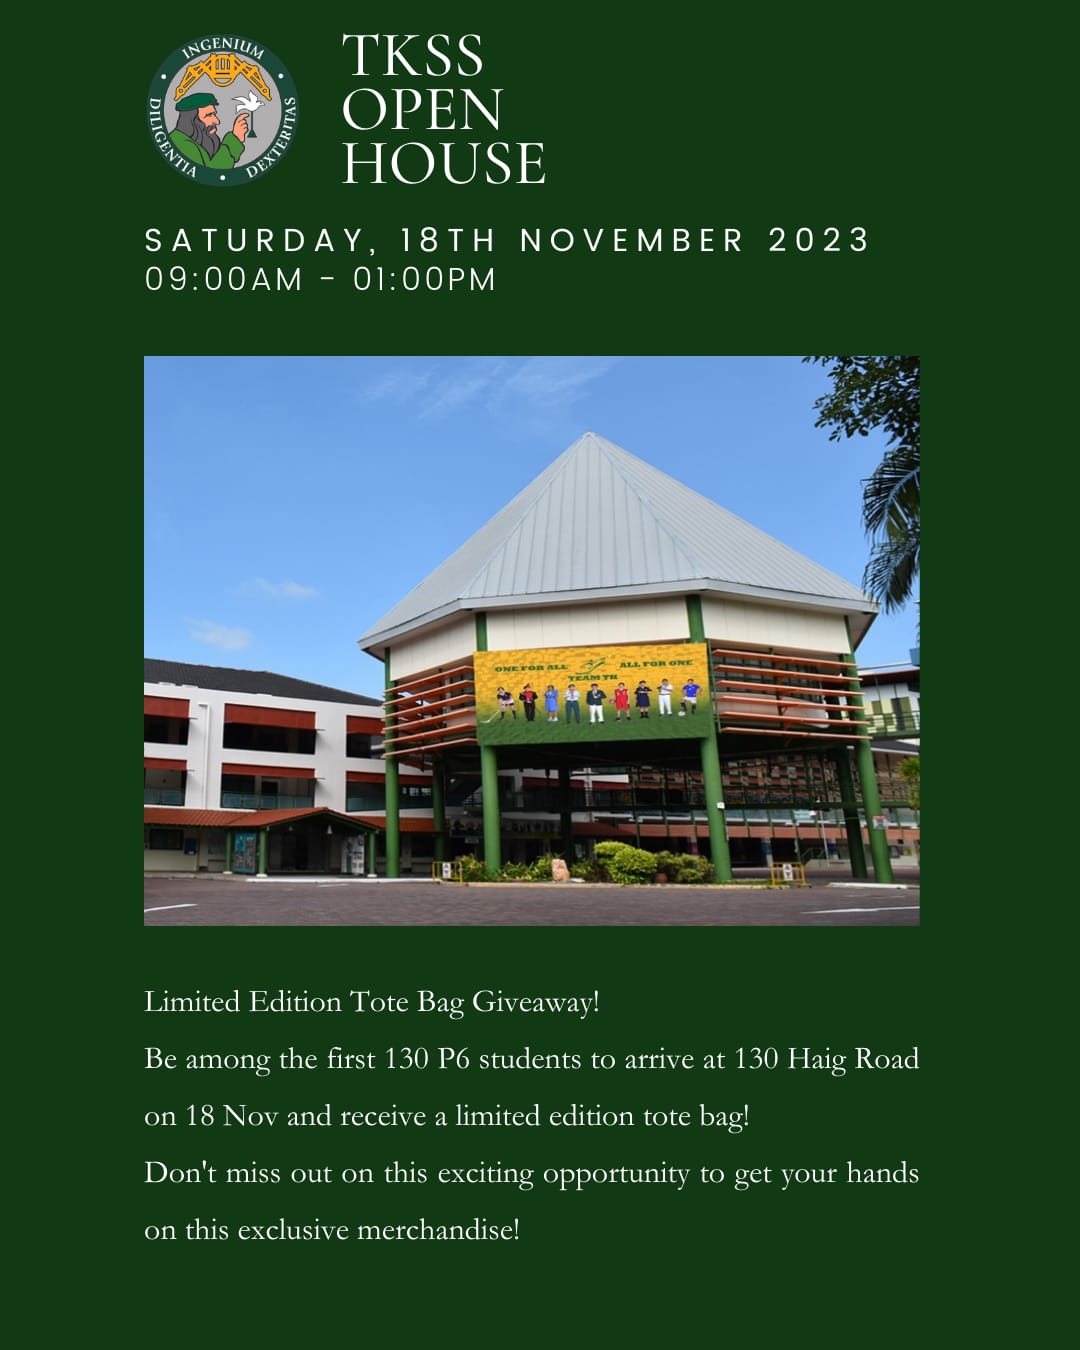 INGENIUM
DILIGENTIA
DEXTERITAS
TKSS
OPEN
HOUSE
SATURDAY, 18TH NOVEMBER 2023
09:00AM - 01:00PM
ONE FOR ALL
ALL FOR ONE
TEAM TK
Limited Edition Tote Bag Giveaway!
Be among the first 130 P6 students to arrive at 130 Haig Road
on 18 Nov and receive a limited edition tote bag!
Don't miss out on this exciting opportunity to get your hands
on this exclusive merchandise!